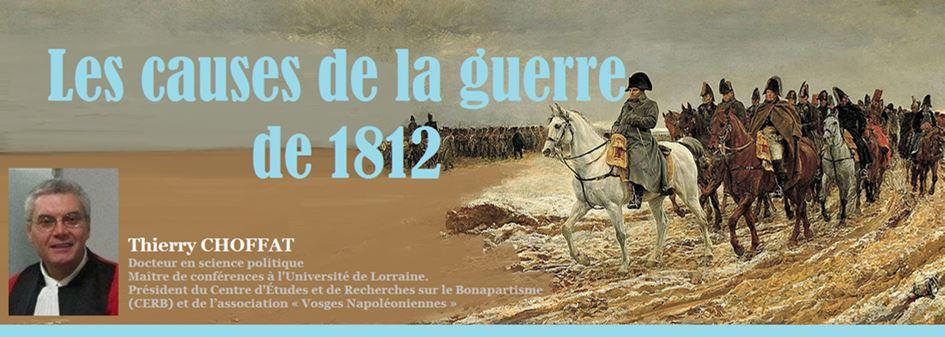 Les causes de la guerre
de 1812
Thierry CHOFFAT
Docteur en science politique
Maître de conférences à l'Université de Lorraine.
Président du Centre d'Études et de Recherches sur le Bonapartisme
(CERB) et de l'association « Vosges Napoléoniennes »